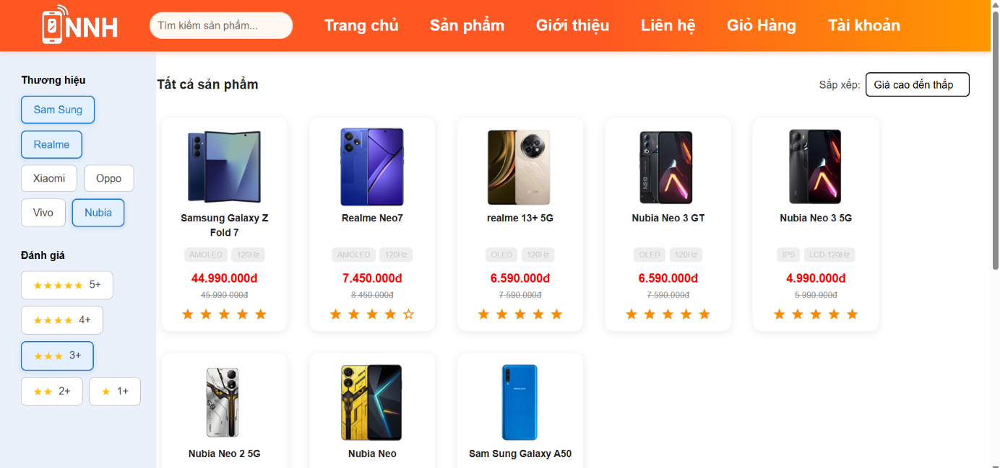 NNH
Tìm kiếm sản phẩm...
Trang chủ
Sản phẩm
Giới thiệu
Liên hệ
Giỏ Hàng
Tài khoản
Thương hiệu
Sam Sung
Realme
Xiaomi
Oppo
Vivo
Nubia
Đánh giá
★★★★★ 5+
★★★★ 4+
★★★ 3+
★★ 2+
★ 1+
Tất cả sản phẩm
Sắp xếp:
Giá cao đến thấp
Samsung Galaxy Z
Fold 7
AMOLED
120Hz
44.990.000đ
45.990.000đ
Realme Neo7
AMOLED
120Hz
7.450.000đ
8.450.000đ
realme 13+ 5G
OLED
120Hz
6.590.000đ
7.590.000đ
Nubia Neo 3 GT
OLED
120Hz
6.590.000đ
7.590.000đ
Nubia Neo 3 5G
IPS
LCD 120Hz
4.990.000đ
5.990.000đ
Nubia Neo 2 5G
Nubia Neo
SAMSUNG
Sam Sung Galaxy A50